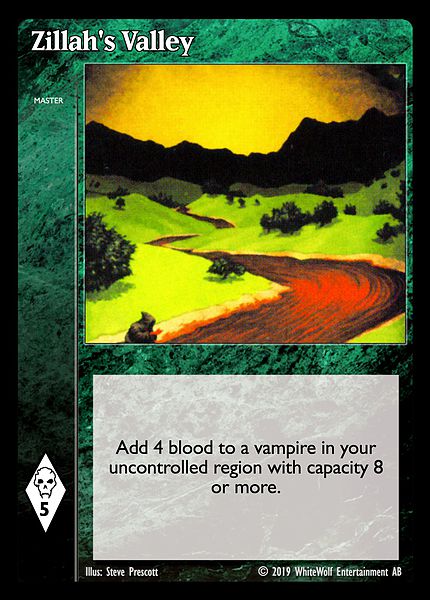 Zillah's Valley
MASTER
Add 4 blood to a vampire in your
uncontrolled region with capacity 8
or more.
5
Illus: Steve Prescott © 2019 WhiteWolf Entertainment AB